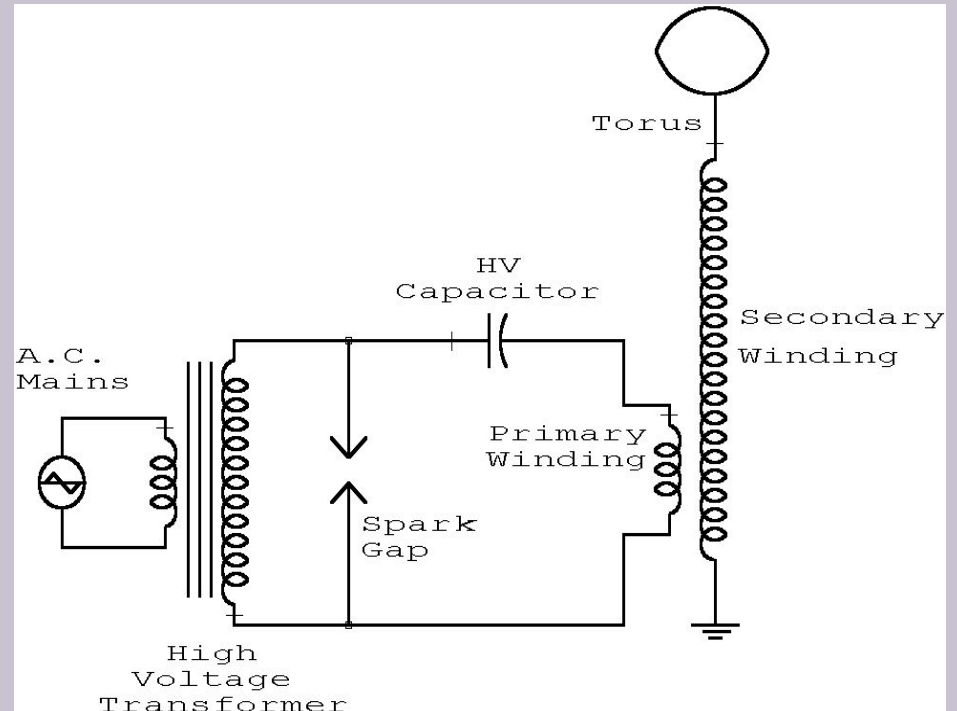 Torus
HV
Capacitor
Secondary
Winding
A.C.
Mains
Primary
Winding
Spark
Gap
High
Voltage
Transformer